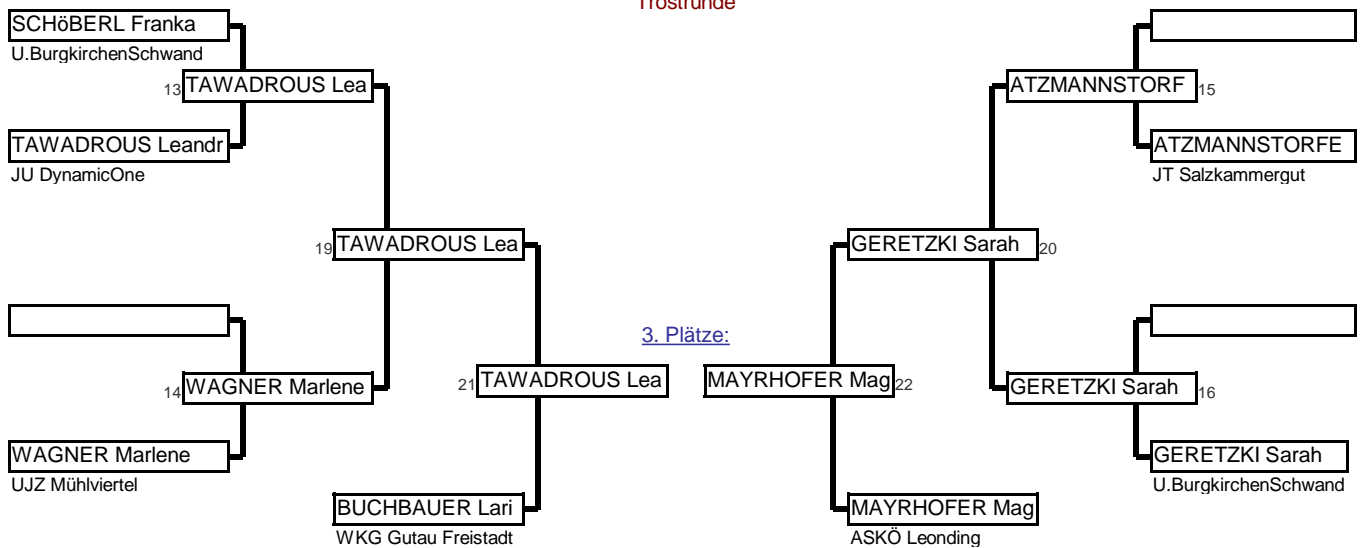 Trostrunde
SCHöBERL Franka
U.BurgkirchenSchwand
13 TAWADROUS Lea
ATZMANNSTORF 15
TAWADROUS Leandr
JU DynamicOne
ATZMANNSTORFE
JT Salzkammergut
19 TAWADROUS Lea
GERETZKI Sarah 20
3. Plätze:
14 WAGNER Marlene
21 TAWADROUS Lea
MAYRHOFER Mag 22
GERETZKI Sarah 16
WAGNER Marlene
UJZ Mühlviertel
GERETZKI Sarah
U.BurgkirchenSchwand
BUCHBAUER Lari
WKG Gutau Freistadt
MAYRHOFER Mag
ASKÖ Leonding